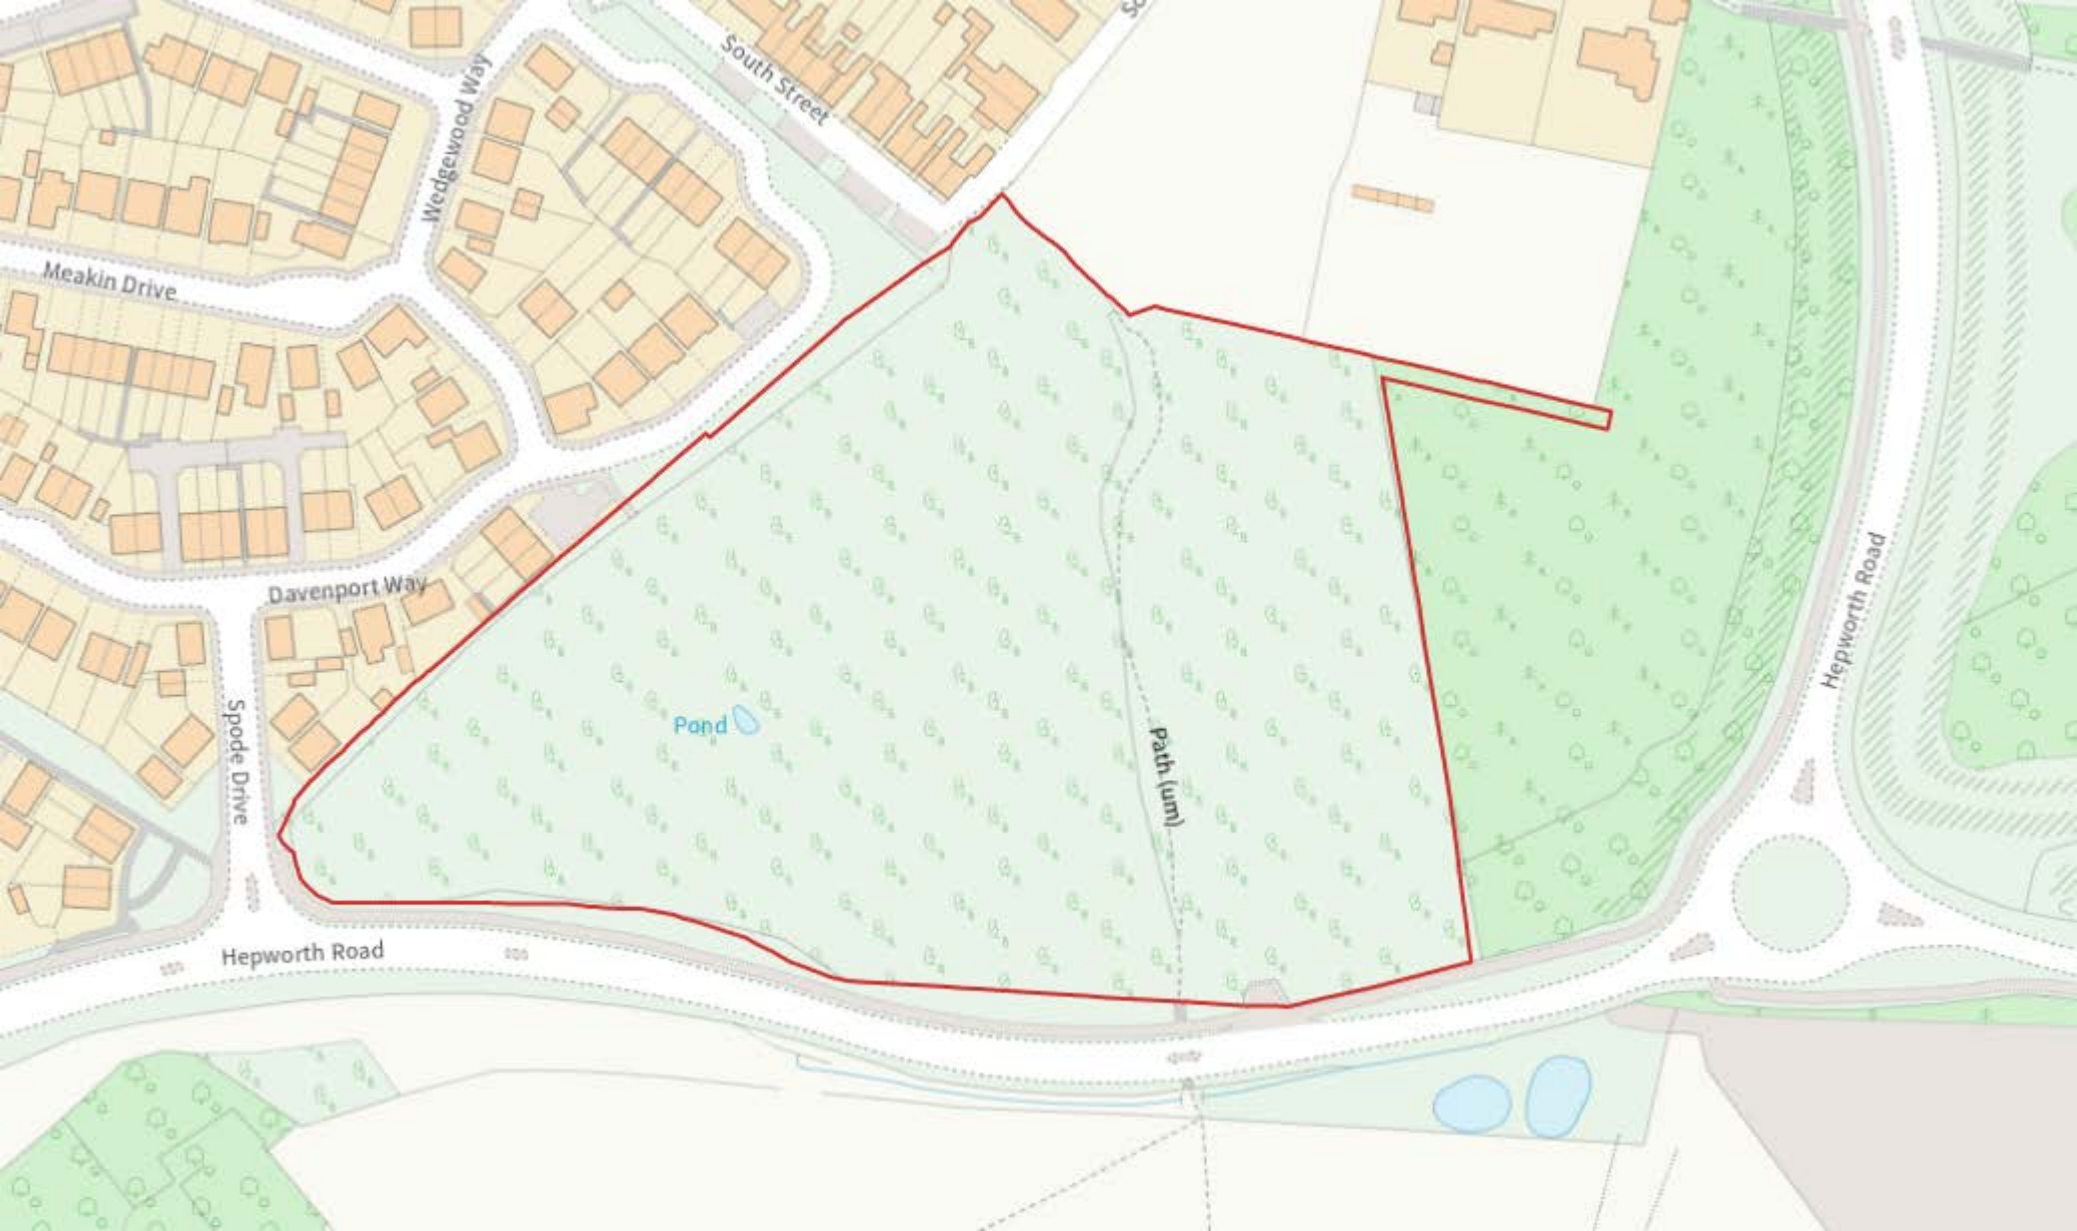 South Street
Wedgewood Way
Meakin Drive
Hepworth Road
Davenport Way
Spode Drive
Pond
Path (um)
Hepworth Road